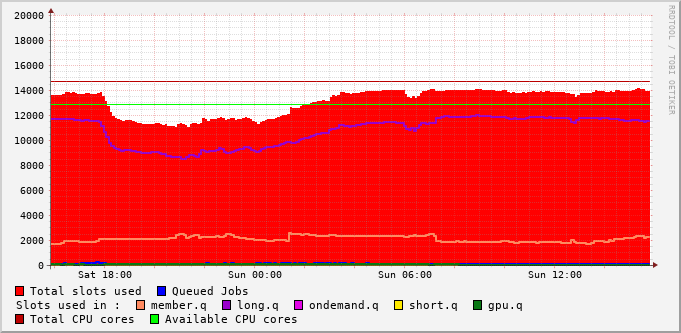 20000
18000
16000
14000
12000
10000
8000
6000
4000
2000
0
Sat 18:00 Sun 00:00 Sun 06:00 Sun 12:00
RRDTOOL / TOBI OETIKER
Total slots used Queued Jobs
Slots used in : member.q long.q ondemand.q short.q gpu.q
Total CPU cores Available CPU cores